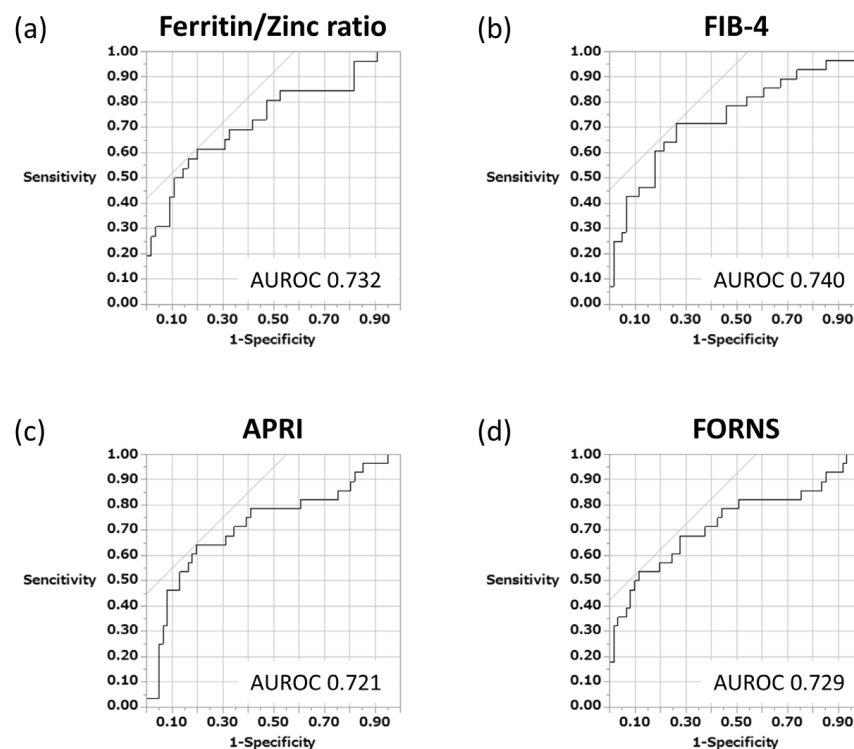 (a)
Ferritin/Zinc ratio
1.00
0.90
0.80
0.70
0.60
Sensitivity
0.50
0.40
0.30
0.20
0.10
0.00
AUROC 0.732
0.10 0.30 0.50 0.70 0.90
1-Specificity
(b)
FIB-4
1.00
0.90
0.80
0.70
0.60
Sensitivity
0.50
0.40
0.30
0.20
0.10
0.00
AUROC 0.740
0.10 0.30 0.50 0.70 0.90
1-Specificity
(c)
APRI
1.00
0.90
0.80
0.70
0.60
Sencitivity
0.50
0.40
0.30
0.20
0.10
0.00
AUROC 0.721
0.10 0.30 0.50 0.70 0.90
1-Specificity
(d)
FORNS
1.00
0.90
0.80
0.70
0.60
Sensitivity
0.50
0.40
0.30
0.20
0.10
0.00
AUROC 0.729
0.10 0.30 0.50 0.70 0.90
1-Specificity